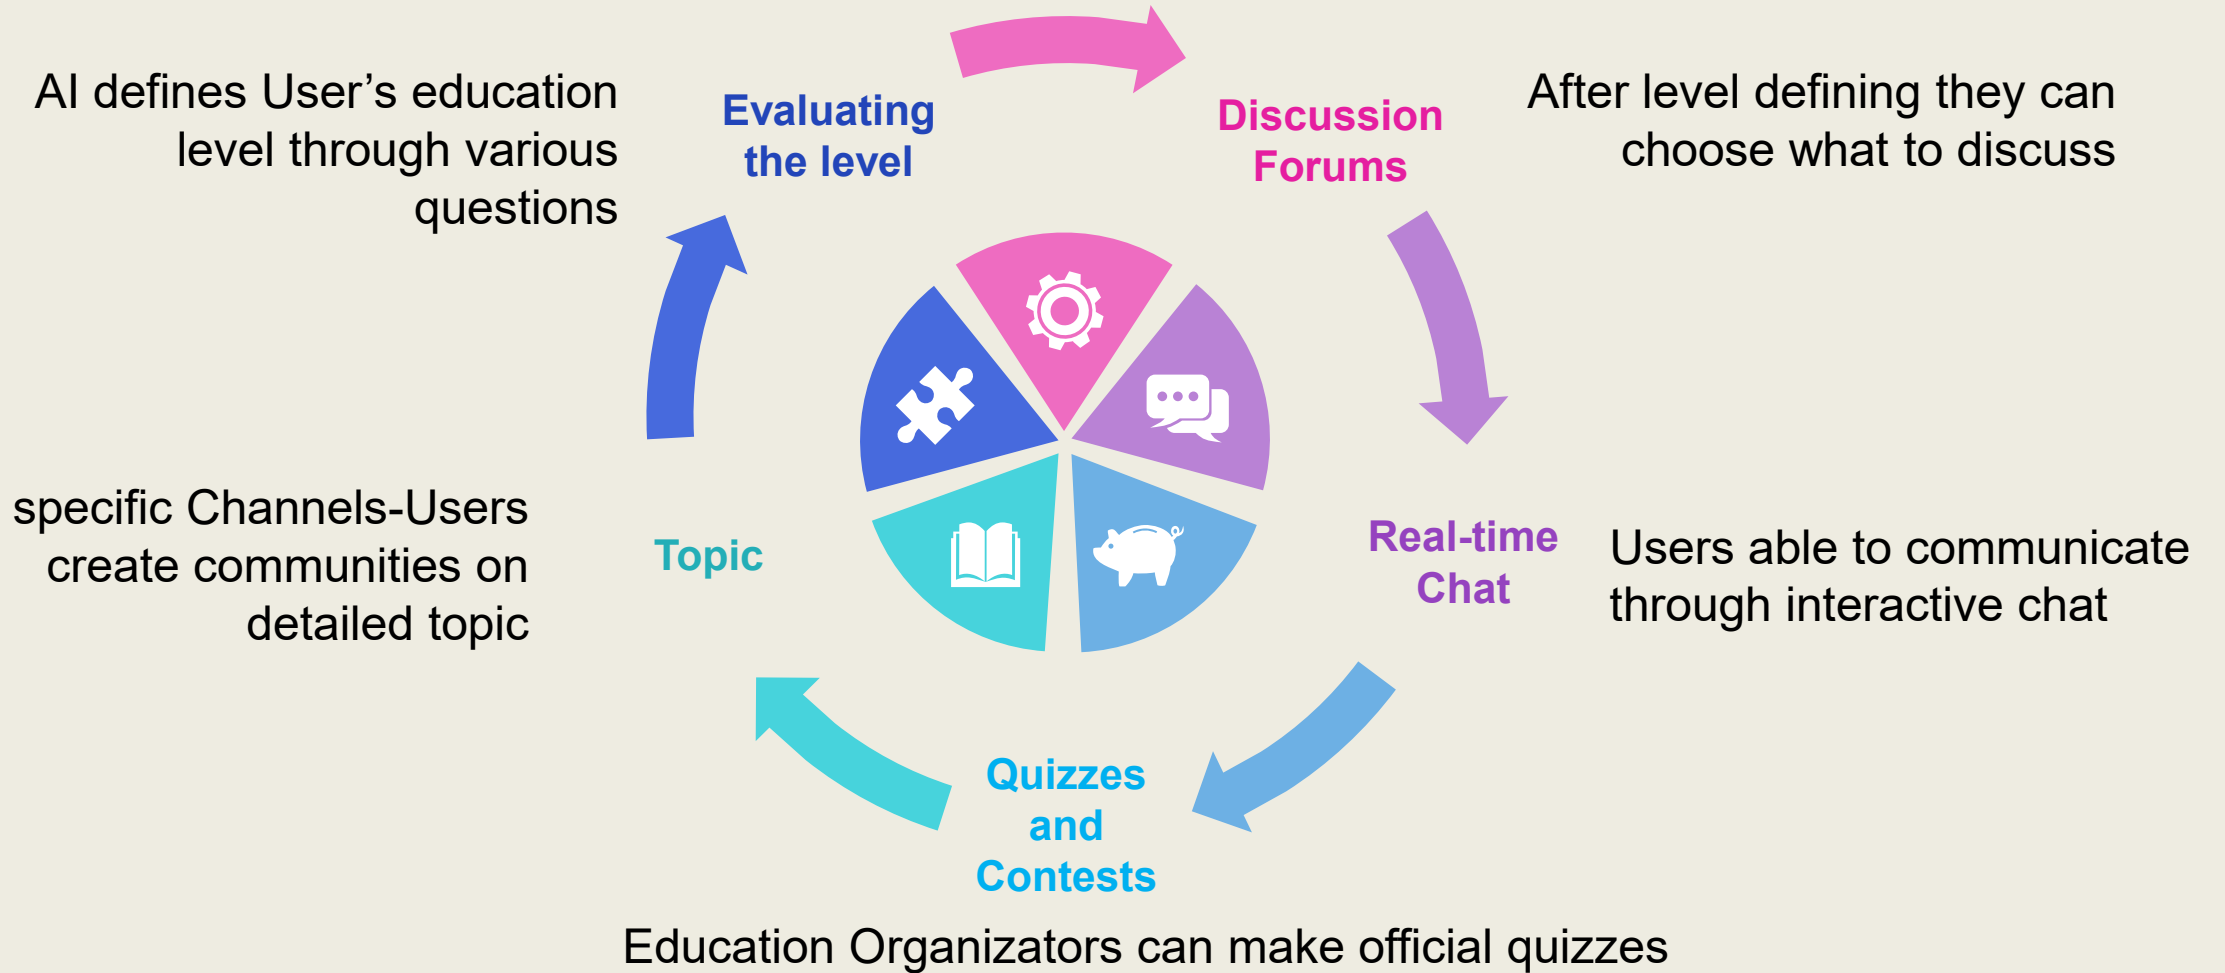 AI defines User’s education
level through various
questions
Evaluating
the level
Discussion
Forums
After level defining they can
choose what to discuss
specific Channels-Users
create communities on
detailed topic
Topic
Real-time
Chat
Users able to communicate
through interactive chat
Quizzes
and
Contests
Education Organizators can make official quizzes